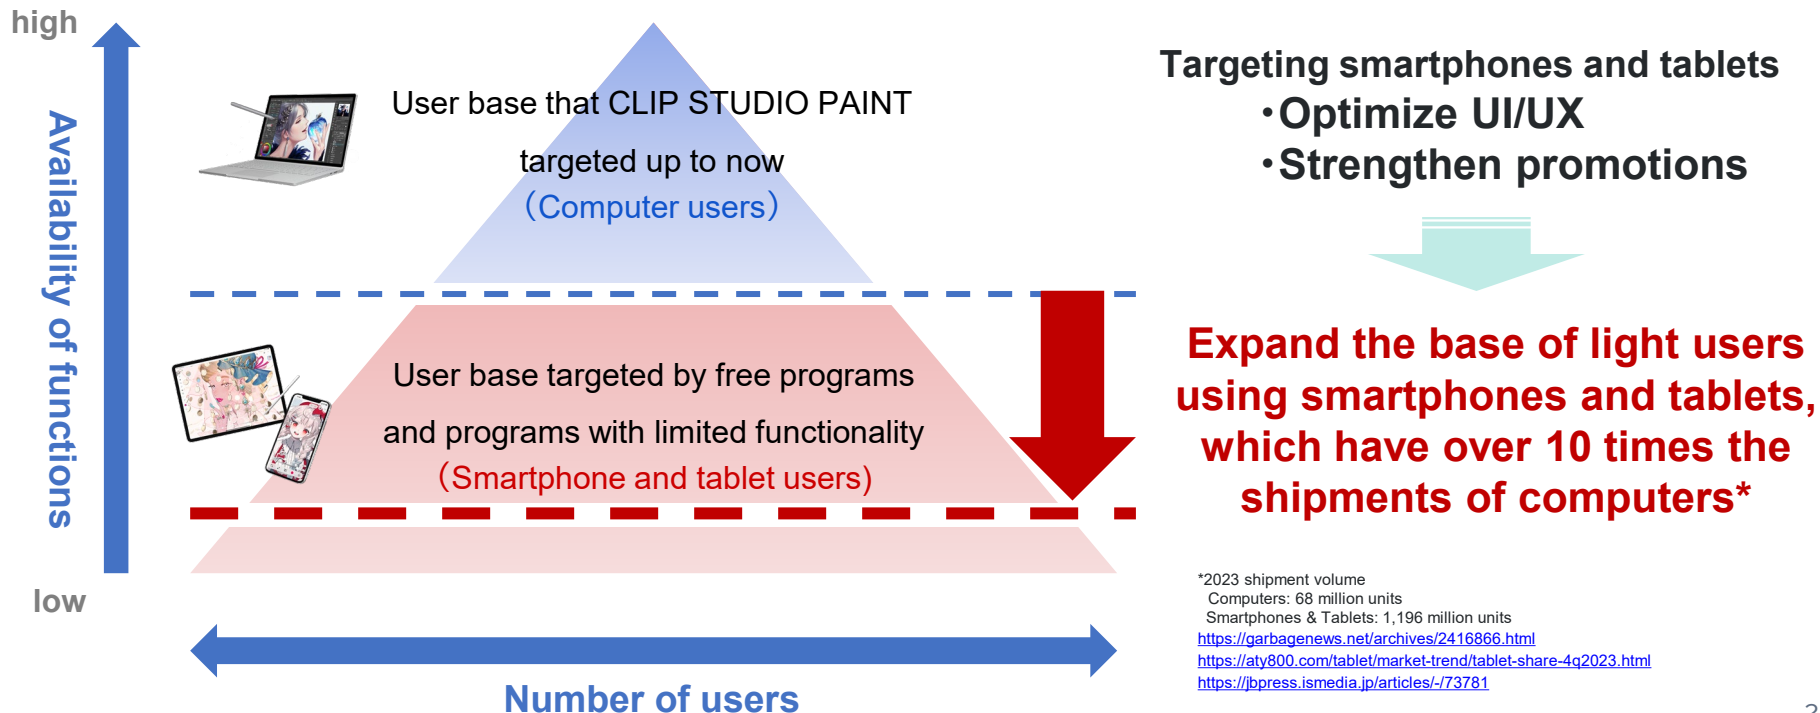 high
Availability of functions
low
User base that CLIP STUDIO PAINT
targeted up to now
（Computer users）
User base targeted by free programs
and programs with limited functionality
（Smartphone and tablet users)
Number of users
Targeting smartphones and tablets
・Optimize UI/UX
・Strengthen promotions
Expand the base of light users
using smartphones and tablets,
which have over 10 times the
shipments of computers*
*2023 shipment volume
Computers: 68 million units
Smartphones & Tablets: 1,196 million units
https://garbagenews.net/archives/2416866.html
https://aty800.com/tablet/market-trend/tablet-share-4q2023.html
https://jbpress.ismedia.jp/articles/-/73781